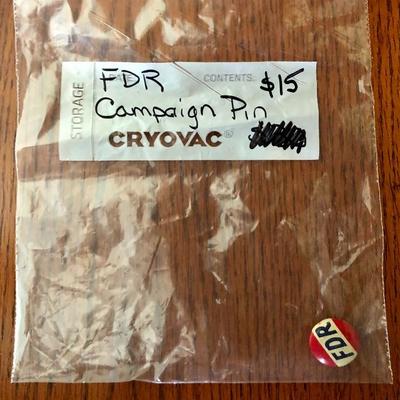 STORAGE
FDR CONTENTS $15
Campaign Pin
CRYOVAC®
FDR